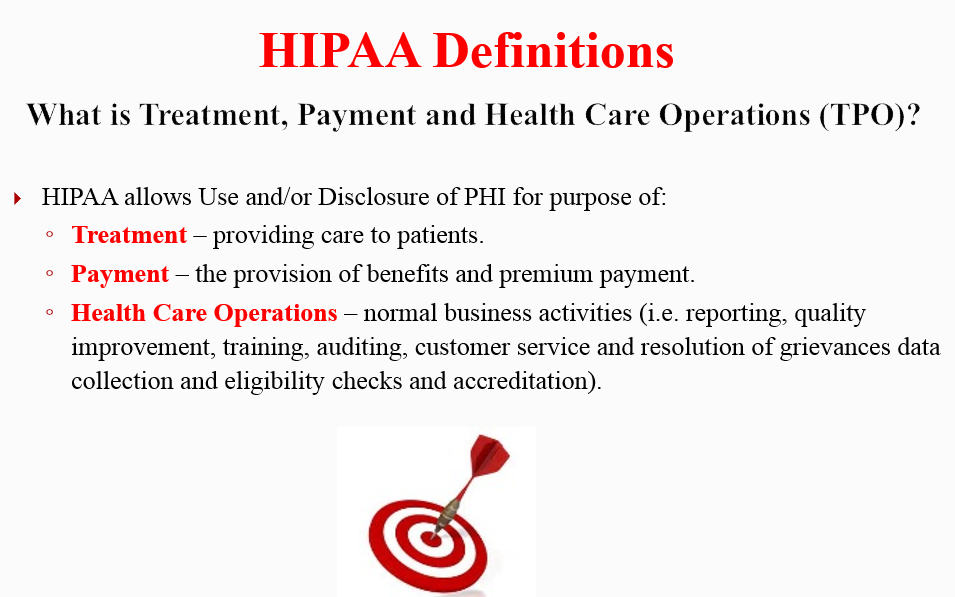 HIPAA Definitions
What is Treatment, Payment and Health Care Operations (TPO)?
HIPAA allows Use and/or Disclosure of PHI for purpose of:
Treatment – providing care to patients.
Payment – the provision of benefits and premium payment.
Health Care Operations – normal business activities (i.e. reporting, quality
improvement, training, auditing, customer service and resolution of grievances data
collection and eligibility checks and accreditation).